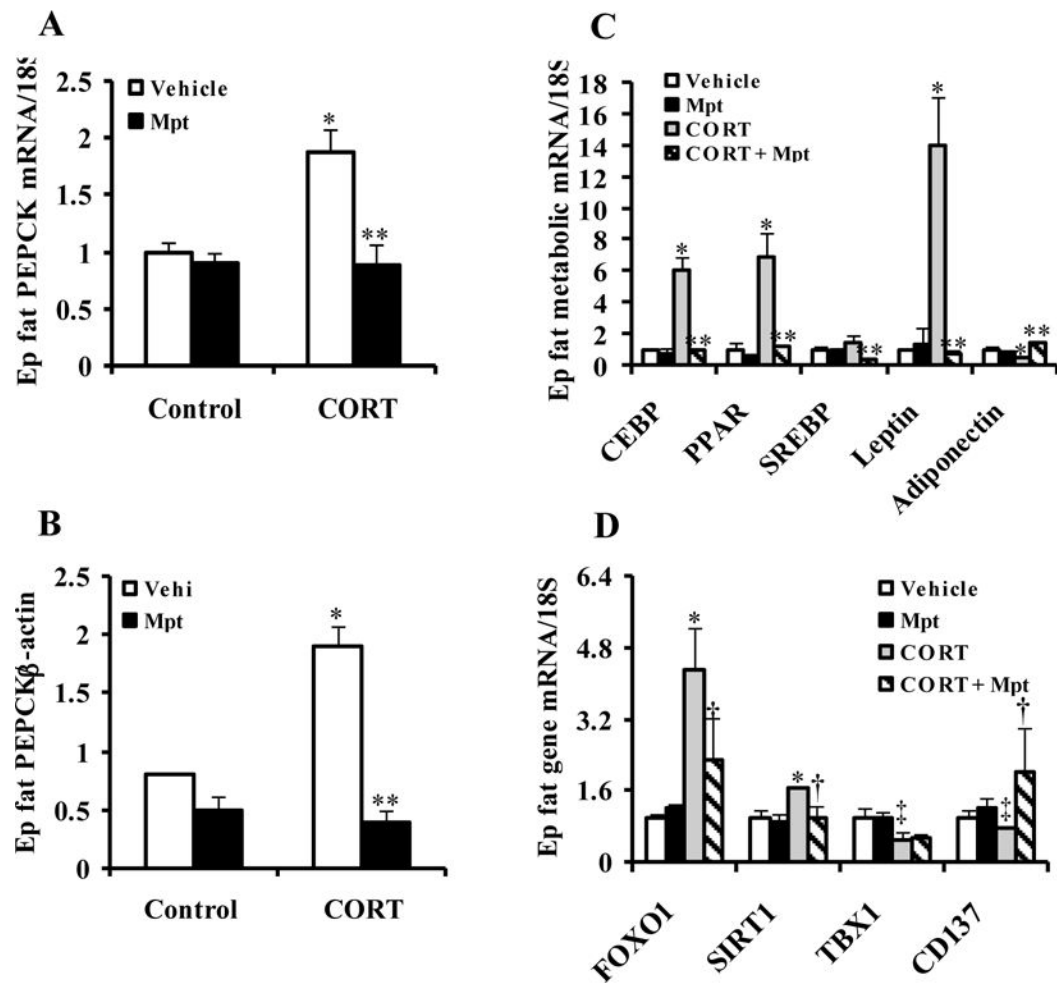 A
Ep fat PEPCK mRNA/18S
2.5
2
1.5
1
0.5
0
Vehicle
Mpt
*
**
Control
CORT
B
Ep fat PEPCK/β-actin
2.5
2
1.5
1
0.5
0
Vehi
Mpt
*
**
Control
CORT
C
Ep fat metabolic mRNA/18S
18
16
14
12
10
8
6
4
2
0
Vehicle
Mpt
CORT
CORT + Mpt
*
**
*
**
**
*
**
*
**
CEBP
PPAR
SREBP
Leptin
Adiponectin
D
Ep fat gene mRNA/18S
6.4
4.8
3.2
1.6
0
Vehicle
Mpt
CORT
CORT + Mpt
*
†
*
†
‡
‡
†
FOXO1
SIRT1
TBX1
CD137